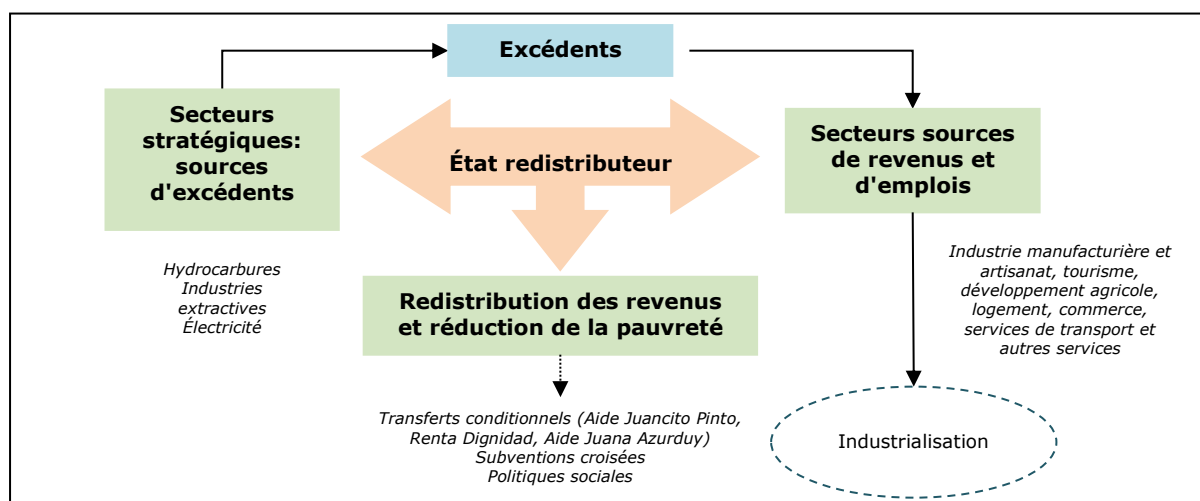 Excédents
Secteurs
stratégiques:
sources
d'excédents
État redistributeur
Secteurs sources
de revenus et
d'emplois
Hydrocarbures
Industries
extractives
Électricité
Industrie manufacturière et
artisanat, tourisme,
développement agricole,
logement, commerce,
services de transport et
autres services
Redistribution des revenus
et réduction de la pauvreté
Transferts conditionnels (Aide Juancito Pinto,
Renta Dignidad, Aide Juana Azurduy)
Subventions croisées
Politiques sociales
Industrialisation